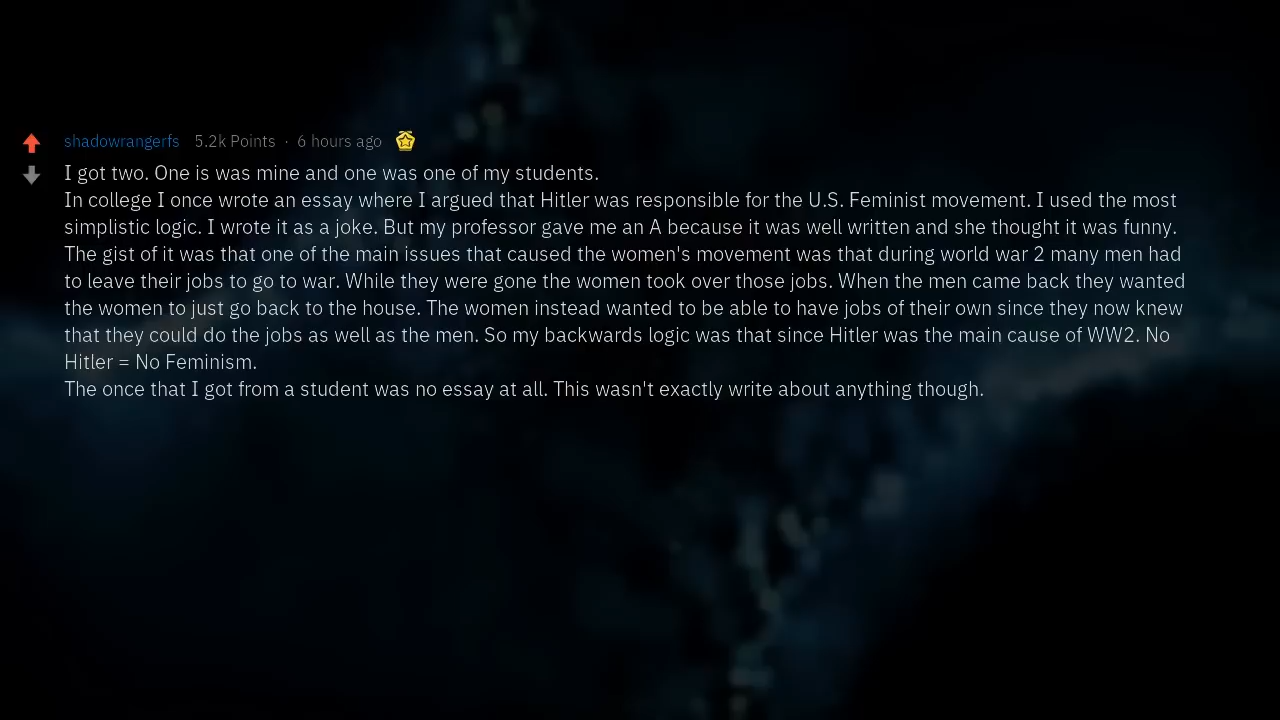 shadowrangerfs 5.2k Points · 6 hours ago
I got two. One is was mine and one was one of my students.
In college I once wrote an essay where I argued that Hitler was responsible for the U.S. Feminist movement. I used the most
simplistic logic. I wrote it as a joke. But my professor gave me an A because it was well written and she thought it was funny.
The gist of it was that one of the main issues that caused the women's movement was that during world war 2 many men had
to leave their jobs to go to war. While they were gone the women took over those jobs. When the men came back they wanted
the women to just go back to the house. The women instead wanted to be able to have jobs of their own since they now knew
that they could do the jobs as well as the men. So my backwards logic was that since Hitler was the main cause of WW2. No
Hitler = No Feminism.
The once that I got from a student was no essay at all. This wasn't exactly write about anything though.